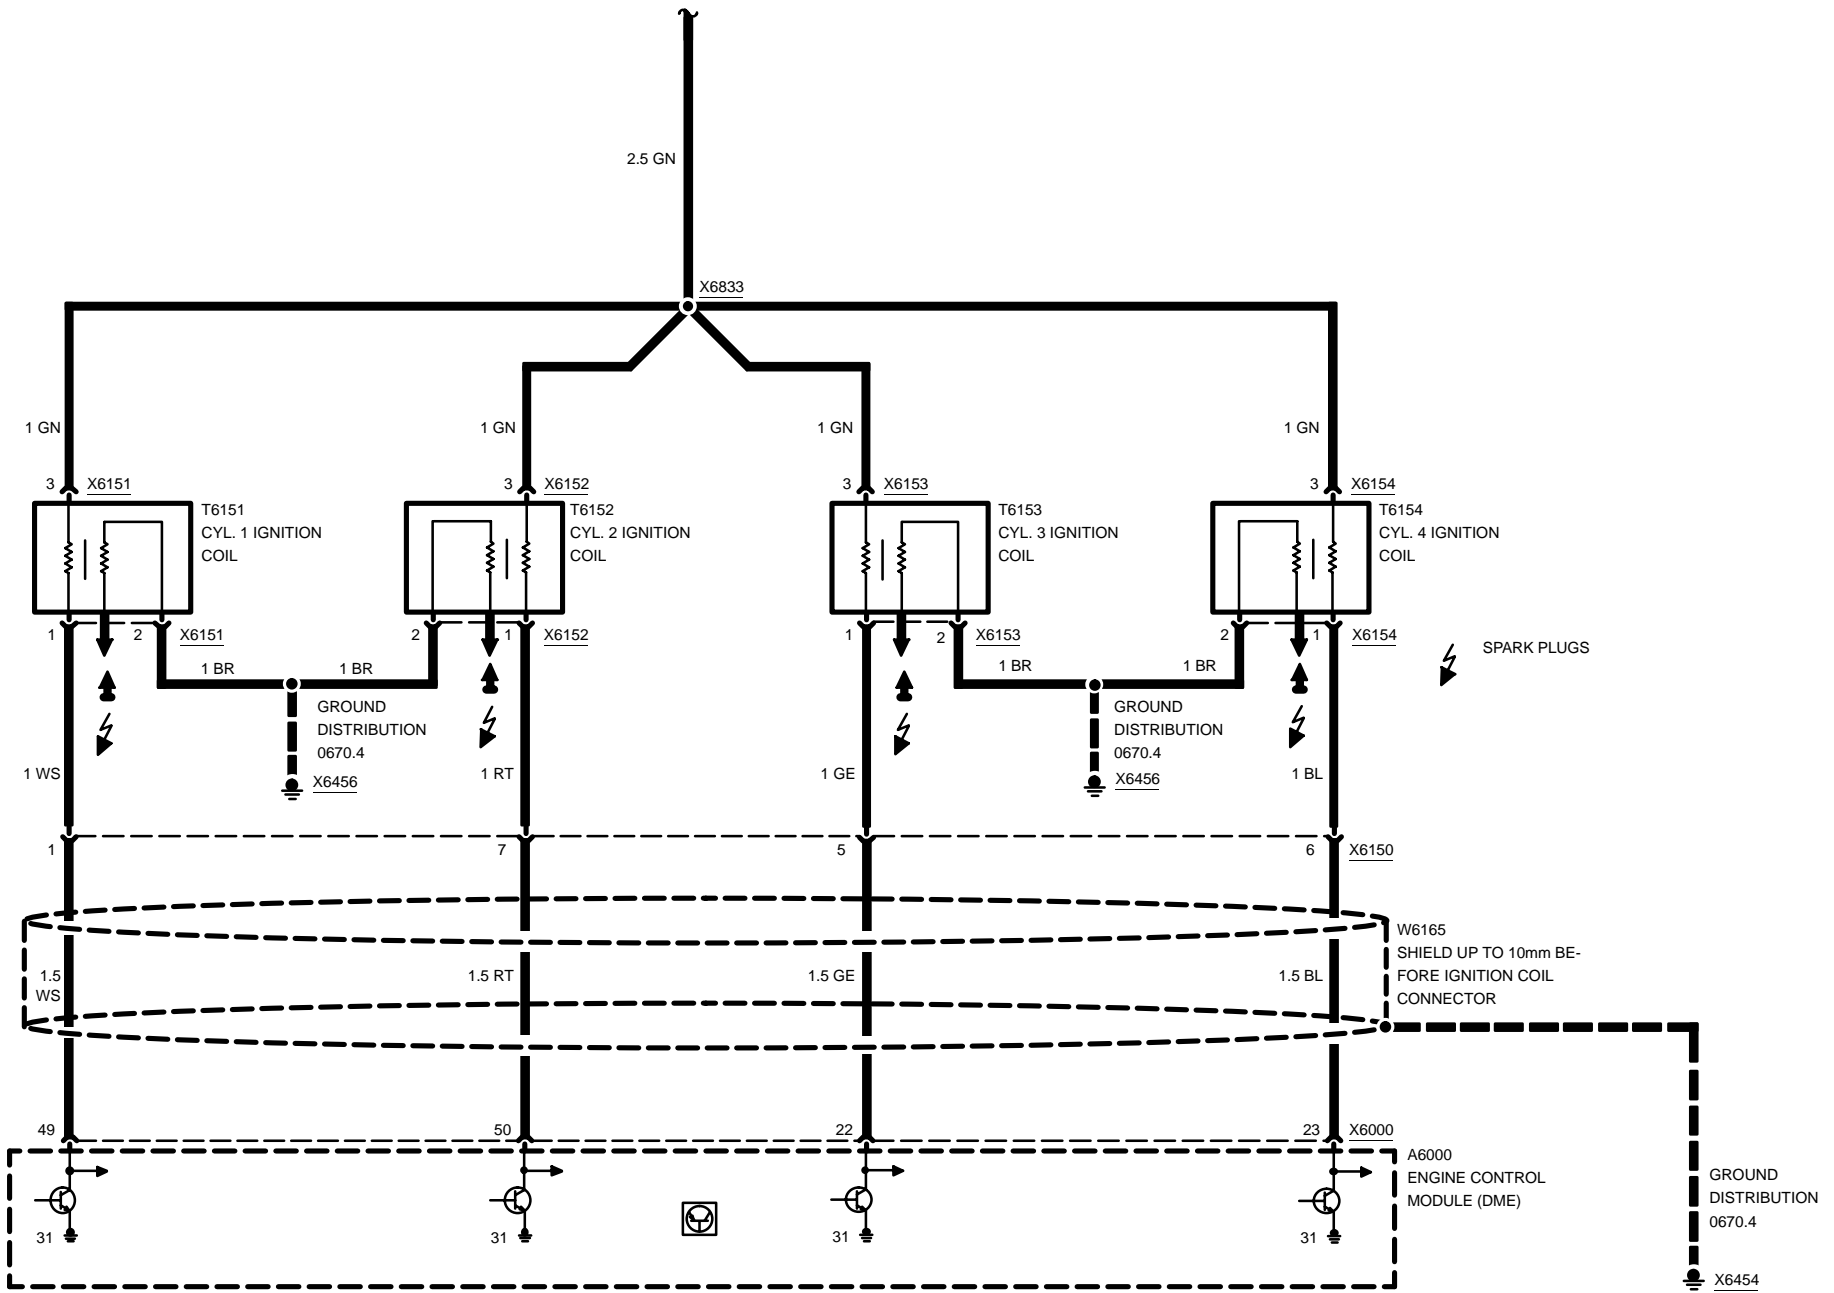 2.5 GN
X6833
1 GN
1 GN
1 GN
1 GN
3
X6151
3
X6152
3
X6153
3
X6154
T6151
CYL. 1 IGNITION
COIL
T6152
CYL. 2 IGNITION
COIL
T6153
CYL. 3 IGNITION
COIL
T6154
CYL. 4 IGNITION
COIL
1
2
X6151
2
1
X6152
1
2
X6153
2
1
X6154
SPARK PLUGS
1 BR
1 BR
1 BR
1 BR
GROUND
DISTRIBUTION
0670.4
X6456
GROUND
DISTRIBUTION
0670.4
X6456
1 WS
1 RT
1 GE
1 BL
1
7
5
6
X6150
W6165
SHIELD UP TO 10mm BE-
FORE IGNITION COIL
CONNECTOR
1.5
WS
1.5 RT
1.5 GE
1.5 BL
49
50
22
23
X6000
A6000
ENGINE CONTROL
MODULE (DME)
31
31
31
31
GROUND
DISTRIBUTION
0670.4
X6454